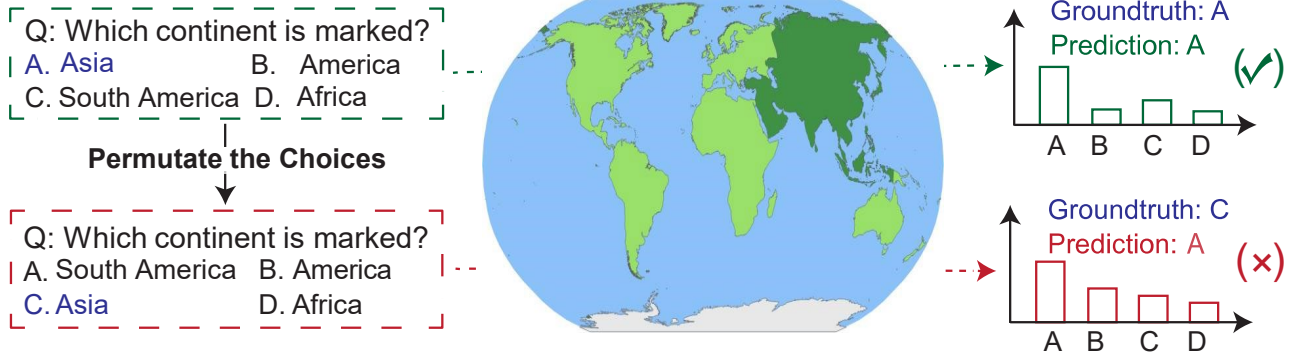 Q: Which continent is marked?
A. Asia B. America
C. South America D. Africa
Permutate the Choices
Q: Which continent is marked?
A. South America B. America
C. Asia D. Africa
Groundtruth: A
Prediction: A
(✓)
A B C D
Groundtruth: C
Prediction: A
(×)
A B C D